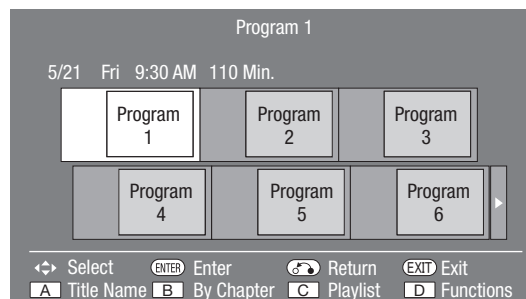 Program 1
5/21 Fri 9:30 AM 110 Min.
Program 1
Program 2
Program 3
Program 4
Program 5
Program 6
Select ENTER Enter Return EXIT Exit
A Title Name B By Chapter C Playlist D Functions